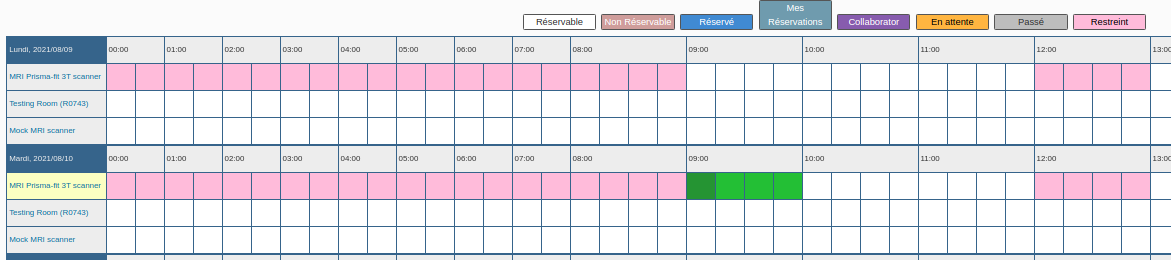 Mes
Réservable Non Réservable Réservé Réservations Collaborator En attente Passé Restreint
Lundi, 2021/08/09 00:00 01:00 02:00 03:00 04:00 05:00 06:00 07:00 08:00 09:00 10:00 11:00 12:00 13:00
MRI Prisma-fit 3T scanner
Testing Room (R0743)
Mock MRI scanner
Mardi, 2021/08/10 00:00 01:00 02:00 03:00 04:00 05:00 06:00 07:00 08:00 09:00 10:00 11:00 12:00 13:00
MRI Prisma-fit 3T scanner
Testing Room (R0743)
Mock MRI scanner